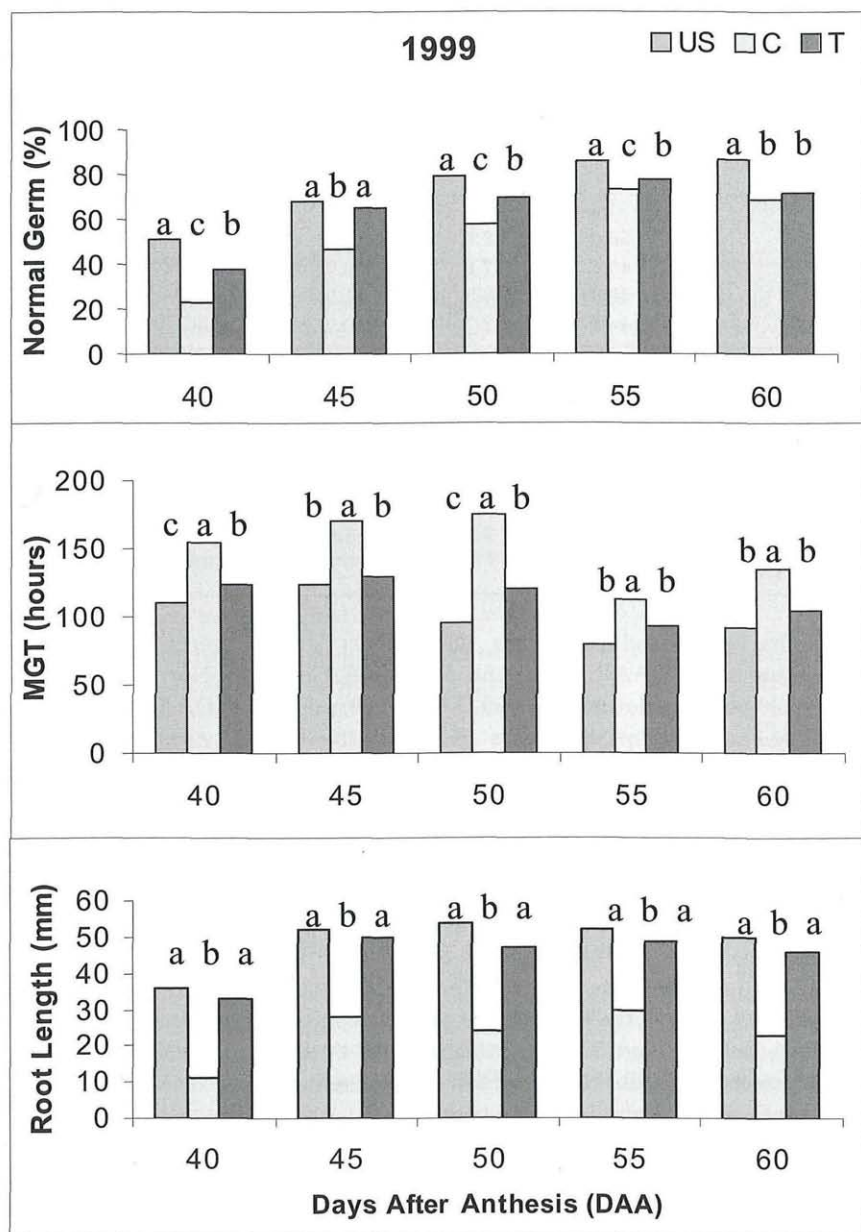 1999
US C T
Normal Germ (%)
100
80
60
40
20
0
a c b
a b a
a c b
a c b
a b b
40 45 50 55 60
MGT (hours)
200
150
100
50
0
c a b
b a b
c a b
b a b
b a b
40 45 50 55 60
Root Length (mm)
60
50
40
30
20
10
0
a b a
a b a
a b a
a b a
a b a
40 45 50 55 60
Days After Anthesis (DAA)